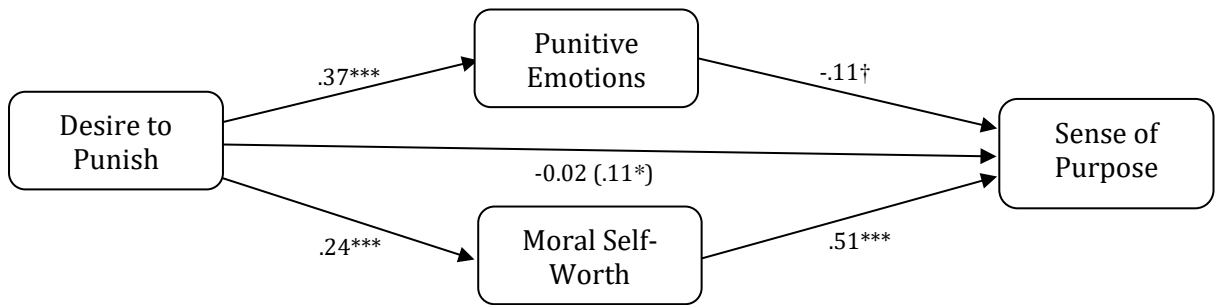 Punitive
Emotions
.37***
-.11†
Desire to
Punish
Sense of
Purpose
-0.02 (.11*)
.24***
Moral Self-
Worth
.51***